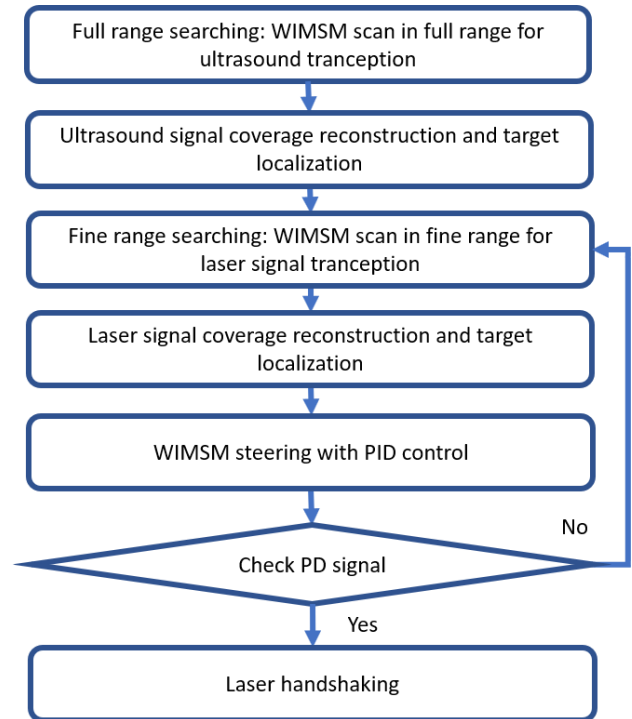 Full range searching: WIMSM scan in full range for
ultrasound tranception
Ultrasound signal coverage reconstruction and target
localization
Fine range searching: WIMSM scan in fine range for
laser signal tranception
Laser signal coverage reconstruction and target
localization
WIMSM steering with PID control
Check PD signal
No
Yes
Laser handshaking